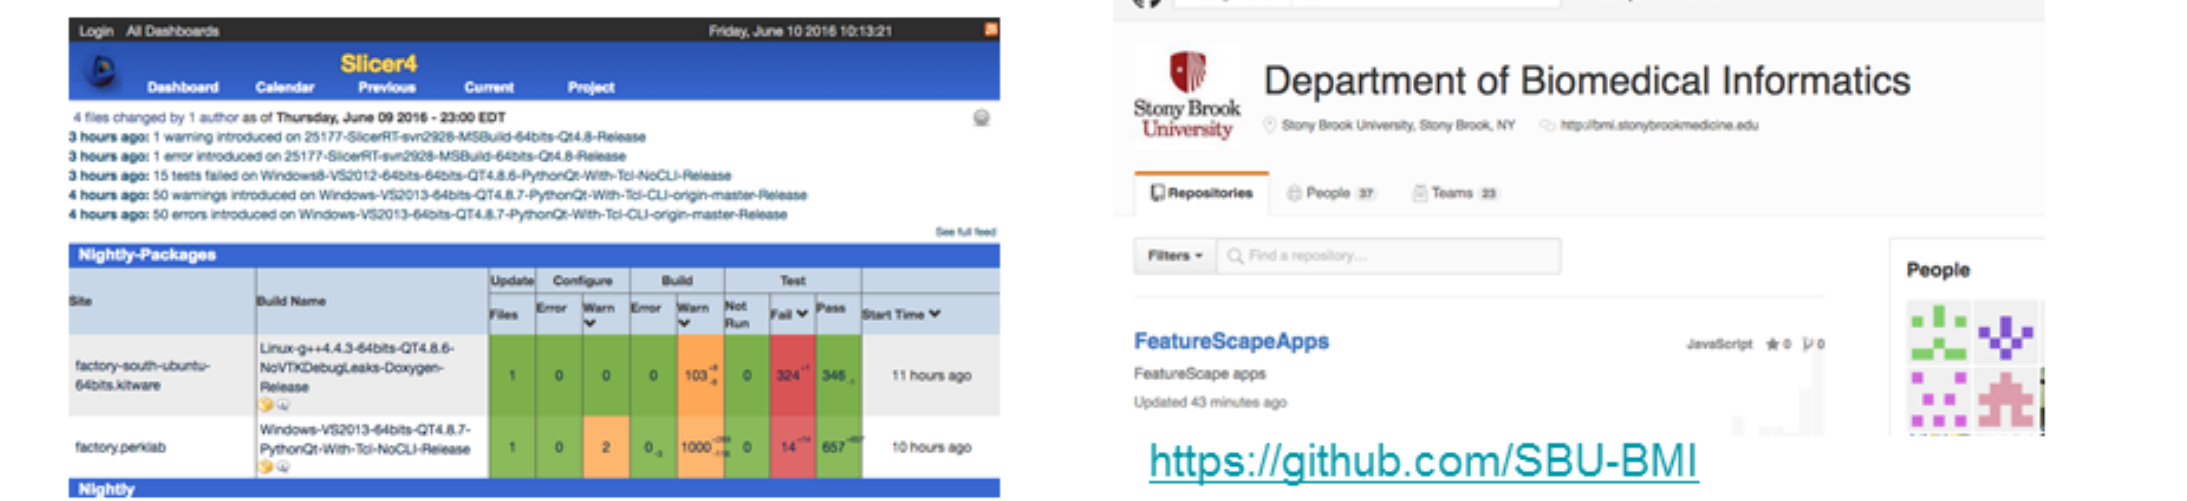 Login All Dashboards Friday, June 10 2016 10:13:21
Slicer4
Dashboard Calendar Previous Current Project
4 files changed by 1 author as of Thursday, June 09 2016 - 23:00 EDT
3 hours ago: 1 warning introduced on 25177-SlicerRT-svn2928-MSBuild-64bits-Qt4.8-Release
3 hours ago: 1 error introduced on 25177-SlicerRT-svn2928-MSBuild-64bits-Qt4.8-Release
3 hours ago: 15 tests failed on Windows8-VS2012-64bits-64bits-QT4.8.6-PythonQt-With-Tcl-NoCLI-Release
4 hours ago: 50 warnings introduced on Windows-VS2013-64bits-QT4.8.7-PythonQt-With-Tcl-CLI-origin-master-Release
4 hours ago: 50 errors introduced on Windows-VS2013-64bits-QT4.8.7-PythonQt-With-Tcl-CLI-origin-master-Release
See full feed
Nightly-Packages
Update Configure Build Test
Site Build Name
Files Error Warn Error Warn Not Run Fail Pass Start Time
factory-south-ubuntu-
64bits.kitware
Linux-g++4.4.3-64bits-QT4.8.6-
NoVTKDebugLeaks-Doxygen-
Release
1 0 0 0 103 0 324 346 11 hours ago
factory.perklab
Windows-VS2013-64bits-QT4.8.7-
PythonQt-With-Tcl-NoCLI-Release
1 0 2 0 1000 0 14 657 10 hours ago
Nightly
Stony Brook
University
Department of Biomedical Informatics
Stony Brook University, Stony Brook, NY http://bmi.stonybrookmedicine.edu
Repositories People 37 Teams 23
Filters Find a repository...
People
FeatureScapeApps JavaScript 0 0
FeatureScape apps
Updated 43 minutes ago
https://github.com/SBU-BMI